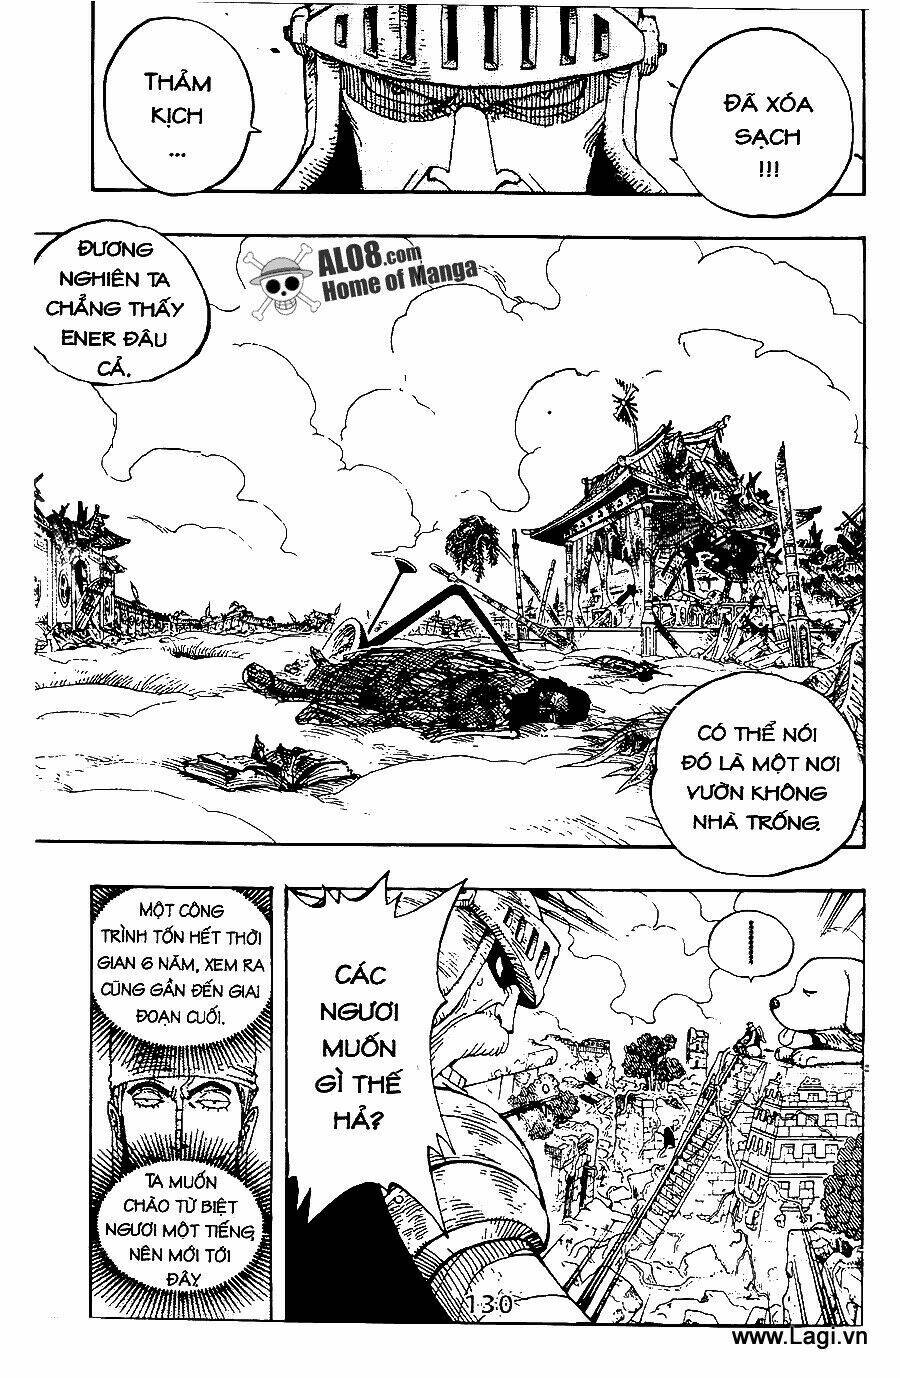 THẢM
KỊCH
...
ĐÃ XÓA
SẠCH
!!!
ĐƯƠNG
NGHIÊN TA
CHẲNG THẤY
ENER ĐÂU
CẢ.
AL08.com
Home of Manga
CÓ THỂ NÓI
ĐÓ LÀ MỘT NƠI
VƯỜN KHÔNG
NHÀ TRỐNG.
MỘT CÔNG
TRÌNH TỐN HẾT THỜI
GIAN 6 NĂM, XEM RA
CŨNG GẦN ĐẾN GIAI
ĐOẠN CUỐI.
TA MUỐN
CHÀO TỪ BIỆT
NGƯƠI MỘT TIẾNG
NÊN MỚI TỚI
ĐÂY.
CÁC
NGƯƠI
MUỐN
GÌ THẾ
HẢ?
130
www.Lagi.vn